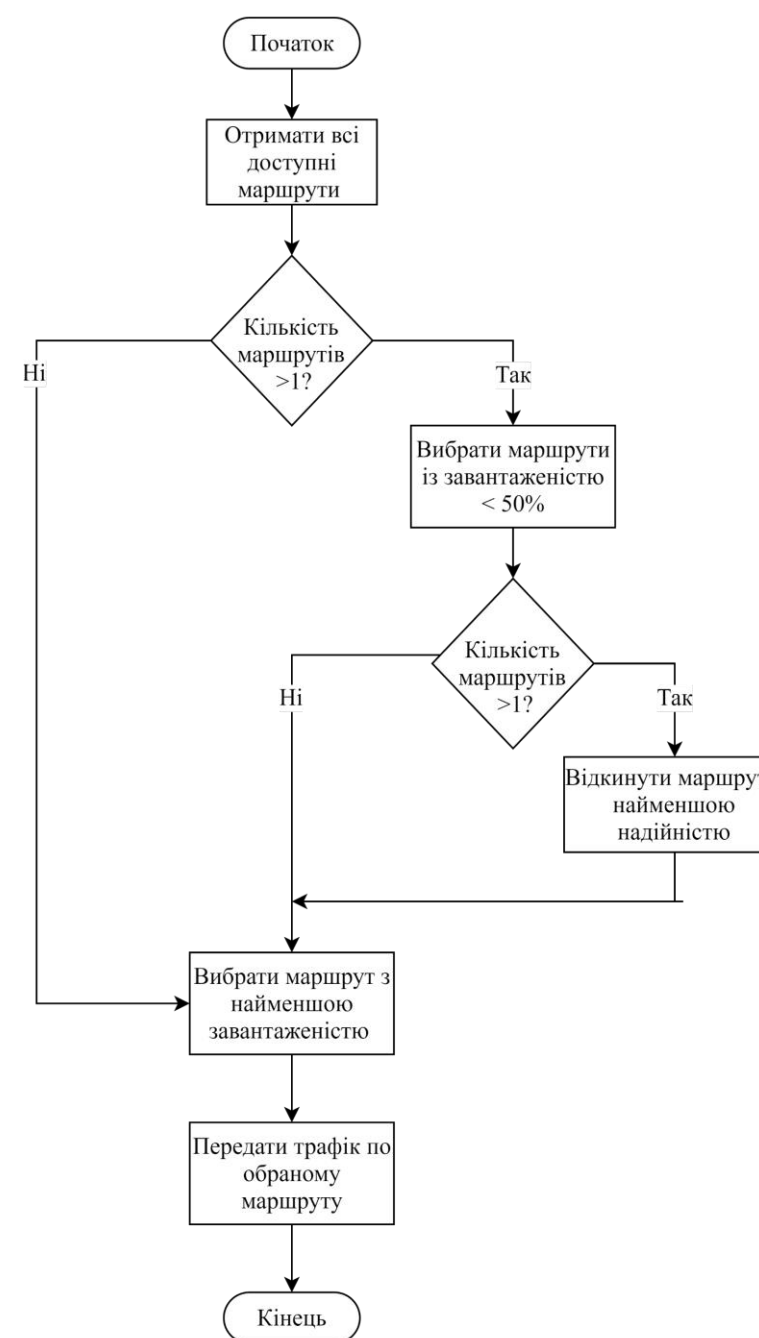 Початок
Отримати всі
доступні
маршрути
Кількість
маршрутів
>1?
Ні
Так
Вибрати маршрути
із завантаженістю
< 50%
Кількість
маршрутів
>1?
Ні
Так
Відкинути маршрут
найменшою
надійністю
Вибрати маршрут з
найменшою
завантаженістю
Передати трафік по
обраному
маршруту
Кінець